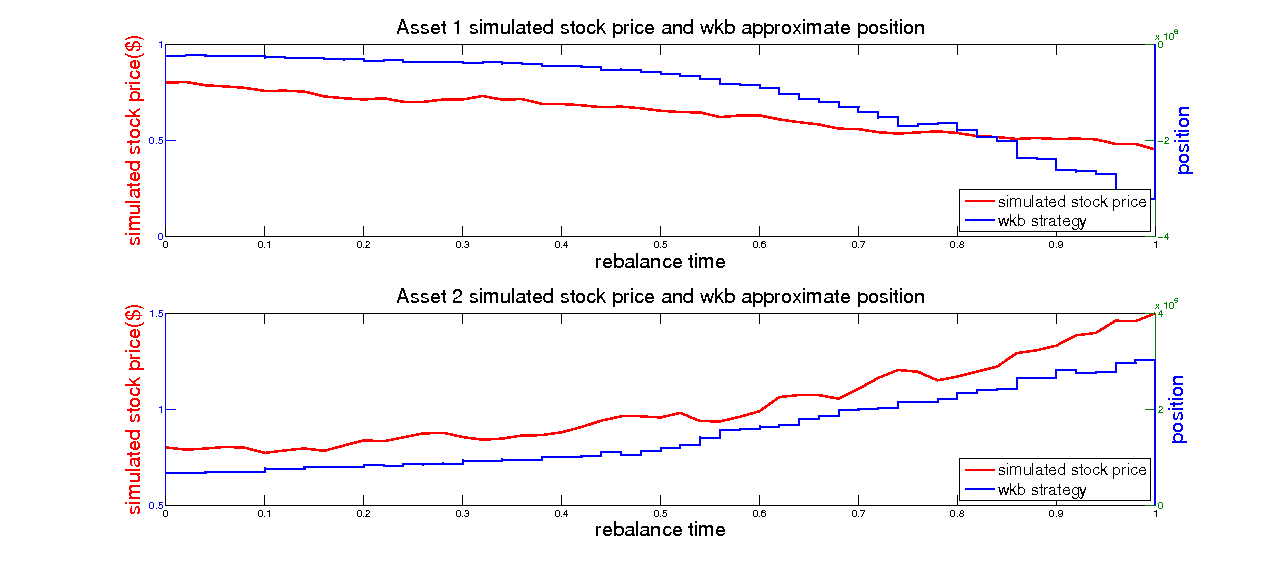 Asset 1 simulated stock price and wkb approximate position
simulated stock price($)
1
0.5
0
0
-2
-4
position
simulated stock price
wkb strategy
0 0.1 0.2 0.3 0.4 0.5 0.6 0.7 0.8 0.9 1
rebalance time
Asset 2 simulated stock price and wkb approximate position
simulated stock price($)
1.5
1
0.5
4
2
0
position
simulated stock price
wkb strategy
0 0.1 0.2 0.3 0.4 0.5 0.6 0.7 0.8 0.9 1
rebalance time